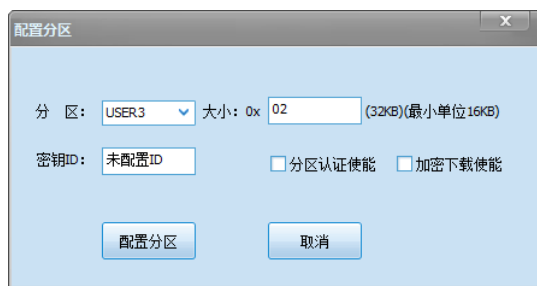 配置分区
x
分 区: USER3 大小: 0x 02 (32KB)(最小单位16KB)
密钥ID: 未配置ID 分区认证使能 加密下载使能
配置分区 取消